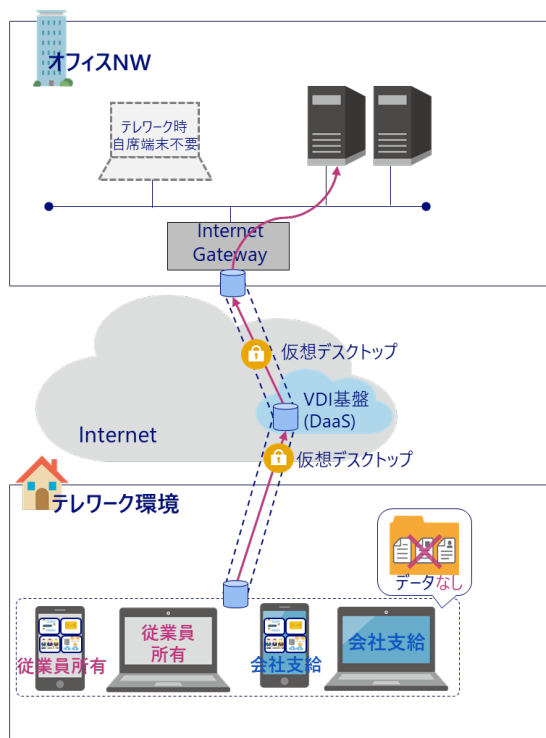 オフィスNW
テレワーク時
自席端末不要
Internet
Gateway
仮想デスクトップ
VDI基盤
(DaaS)
Internet
仮想デスクトップ
テレワーク環境
データなし
従業員
所有
従業員所有
会社支給
会社支給